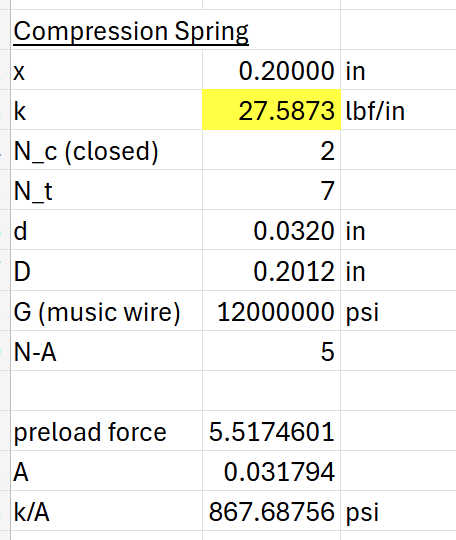 Compression Spring
x 0.20000 in
k 27.5873 lbf/in
N_c (closed) 2
N_t 7
d 0.0320 in
D 0.2012 in
G (music wire) 12000000 psi
N-A 5
preload force 5.5174601
A 0.031794
k/A 867.68756 psi